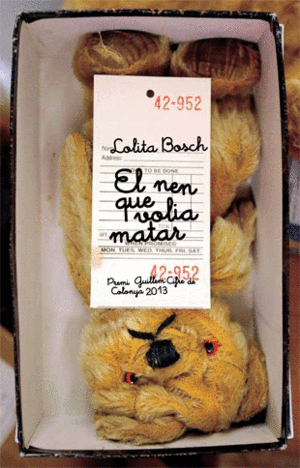 42-952
Lolita Bosch
Address
TO BE DONE
El nen
que
volia
matar
WHEN PROMISED
MON. TUES. WED. THUR. FRI. SAT.
42-952
Premi Guillem Cifre de
Colonya 2013